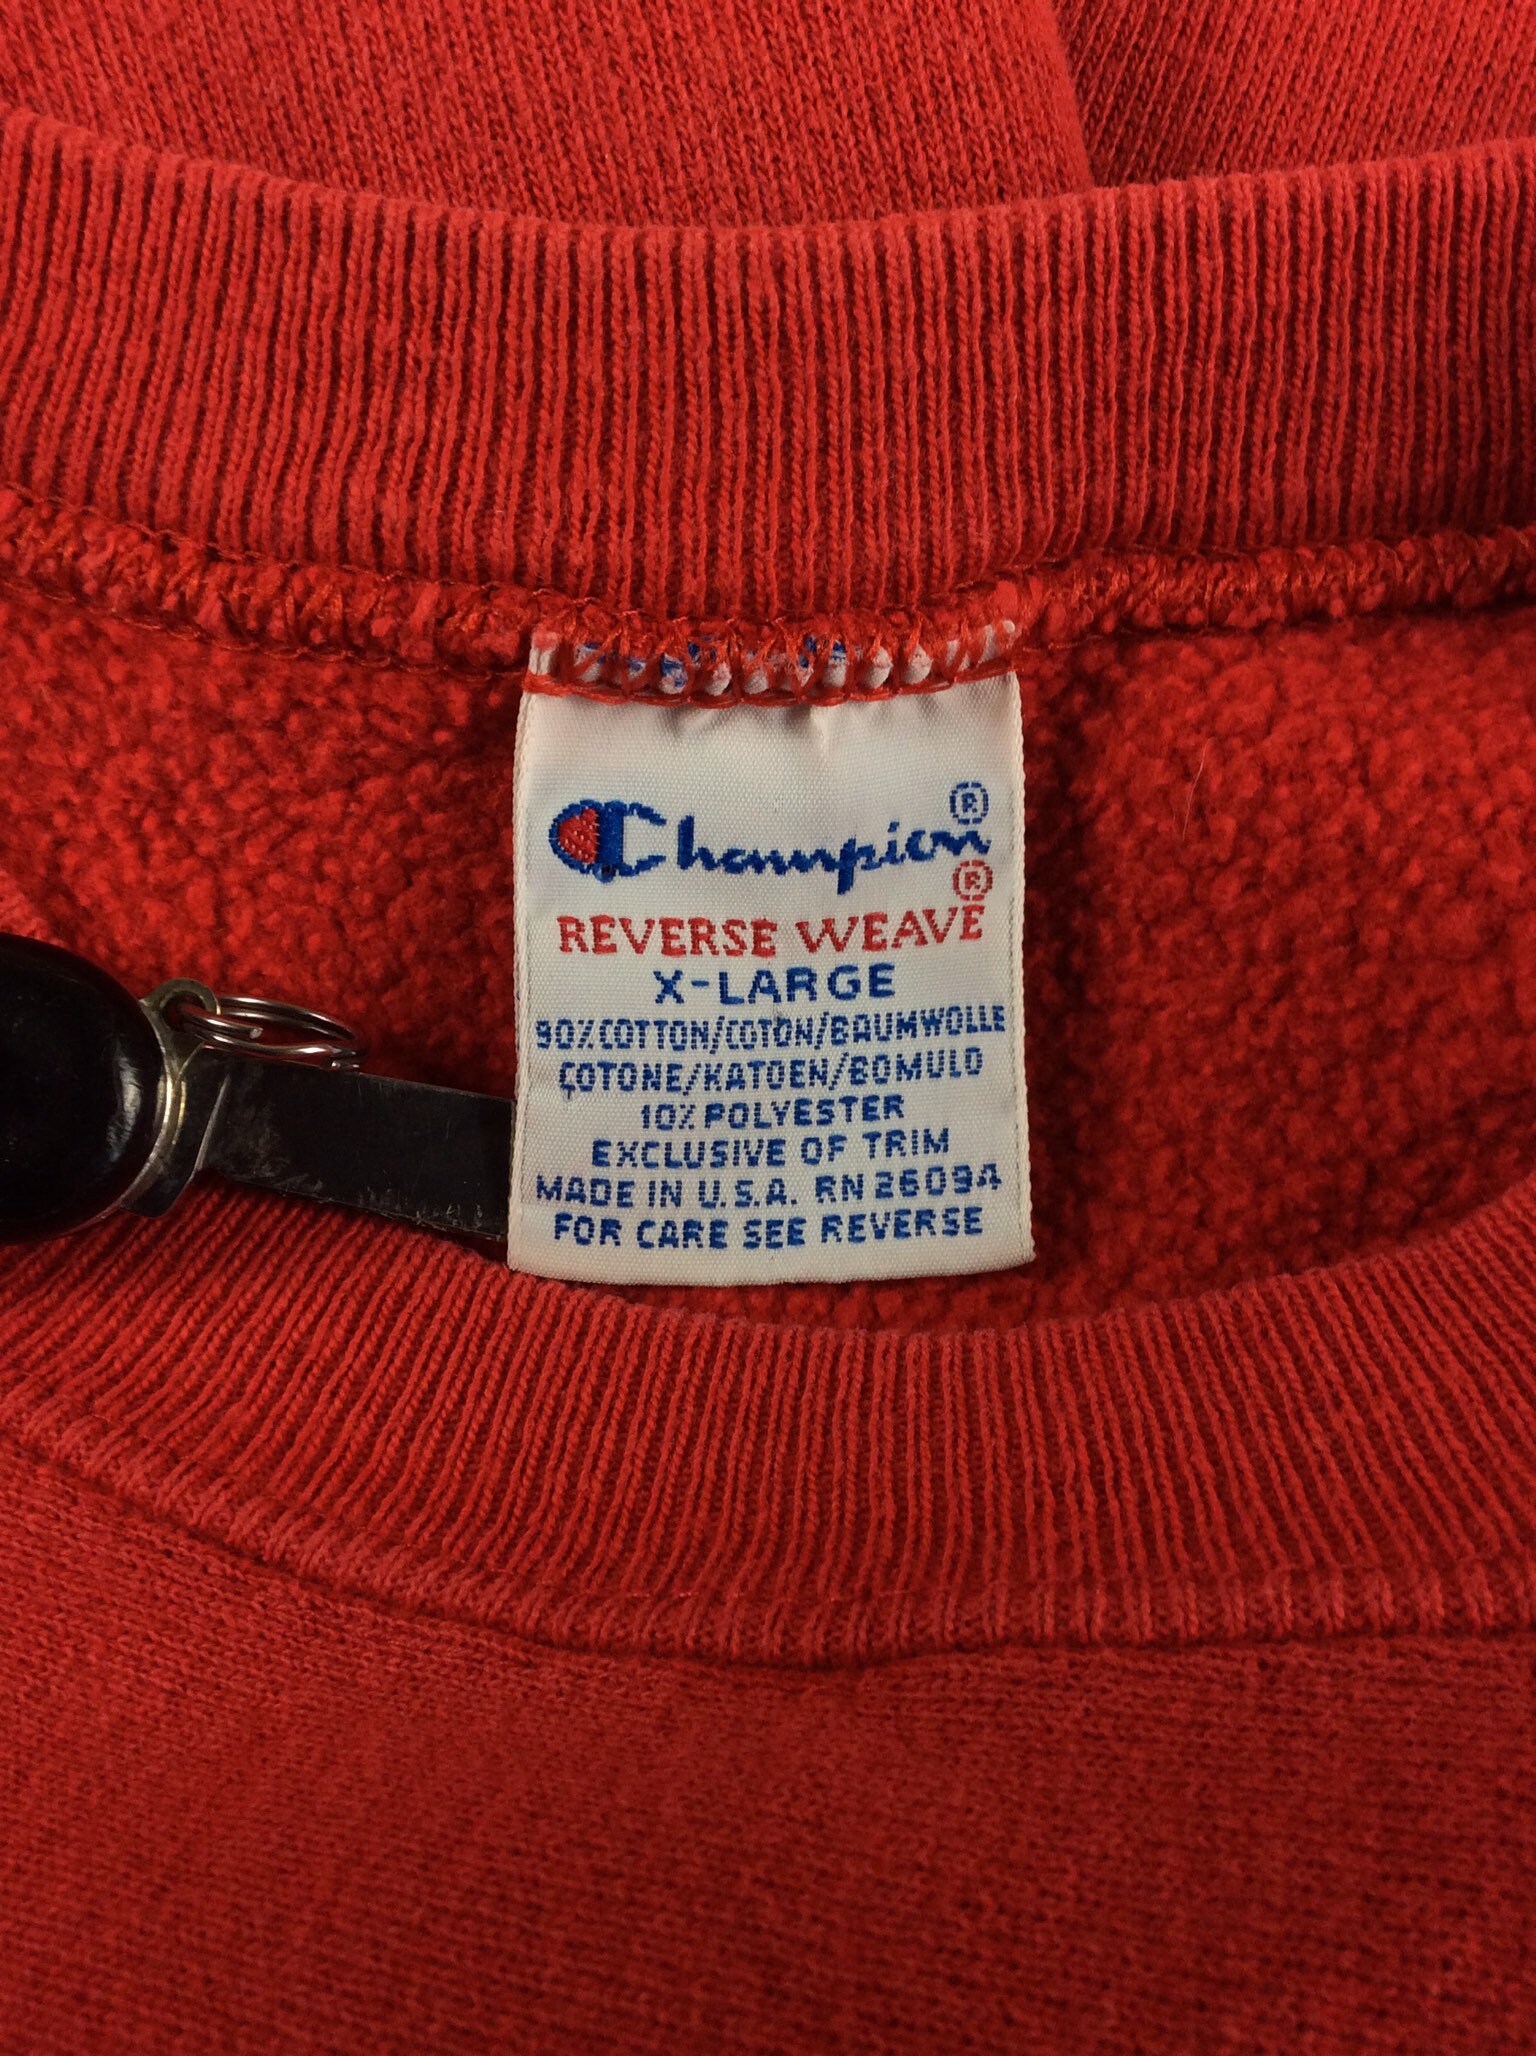 Champion®
REVERSE WEAVE®
X-LARGE
90% COTTON/COTON/BAUMWOLLE
COTONE/KATOEN/BOMULD
10% POLYESTER
EXCLUSIVE OF TRIM
MADE IN U.S.A. RN 26094
FOR CARE SEE REVERSE